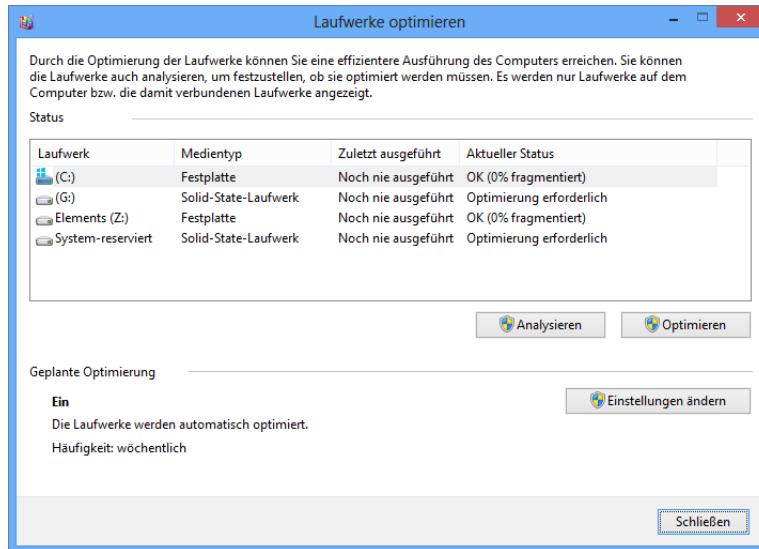 Laufwerke optimieren
Durch die Optimierung der Laufwerke können Sie eine effizientere Ausführung des Computers erreichen. Sie können
die Laufwerke auch analysieren, um festzustellen, ob sie optimiert werden müssen. Es werden nur Laufwerke auf dem
Computer bzw. die damit verbundenen Laufwerke angezeigt.
Status
Laufwerk Medientyp Zuletzt ausgeführt Aktueller Status
(C:) Festplatte Noch nie ausgeführt OK (0% fragmentiert)
(G:) Solid-State-Laufwerk Noch nie ausgeführt Optimierung erforderlich
Elements (Z:) Festplatte Noch nie ausgeführt OK (0% fragmentiert)
System-reserviert Solid-State-Laufwerk Noch nie ausgeführt Optimierung erforderlich
Analysieren Optimieren
Geplante Optimierung
Ein Einstellungen ändern
Die Laufwerke werden automatisch optimiert.
Häufigkeit: wöchentlich
Schließen